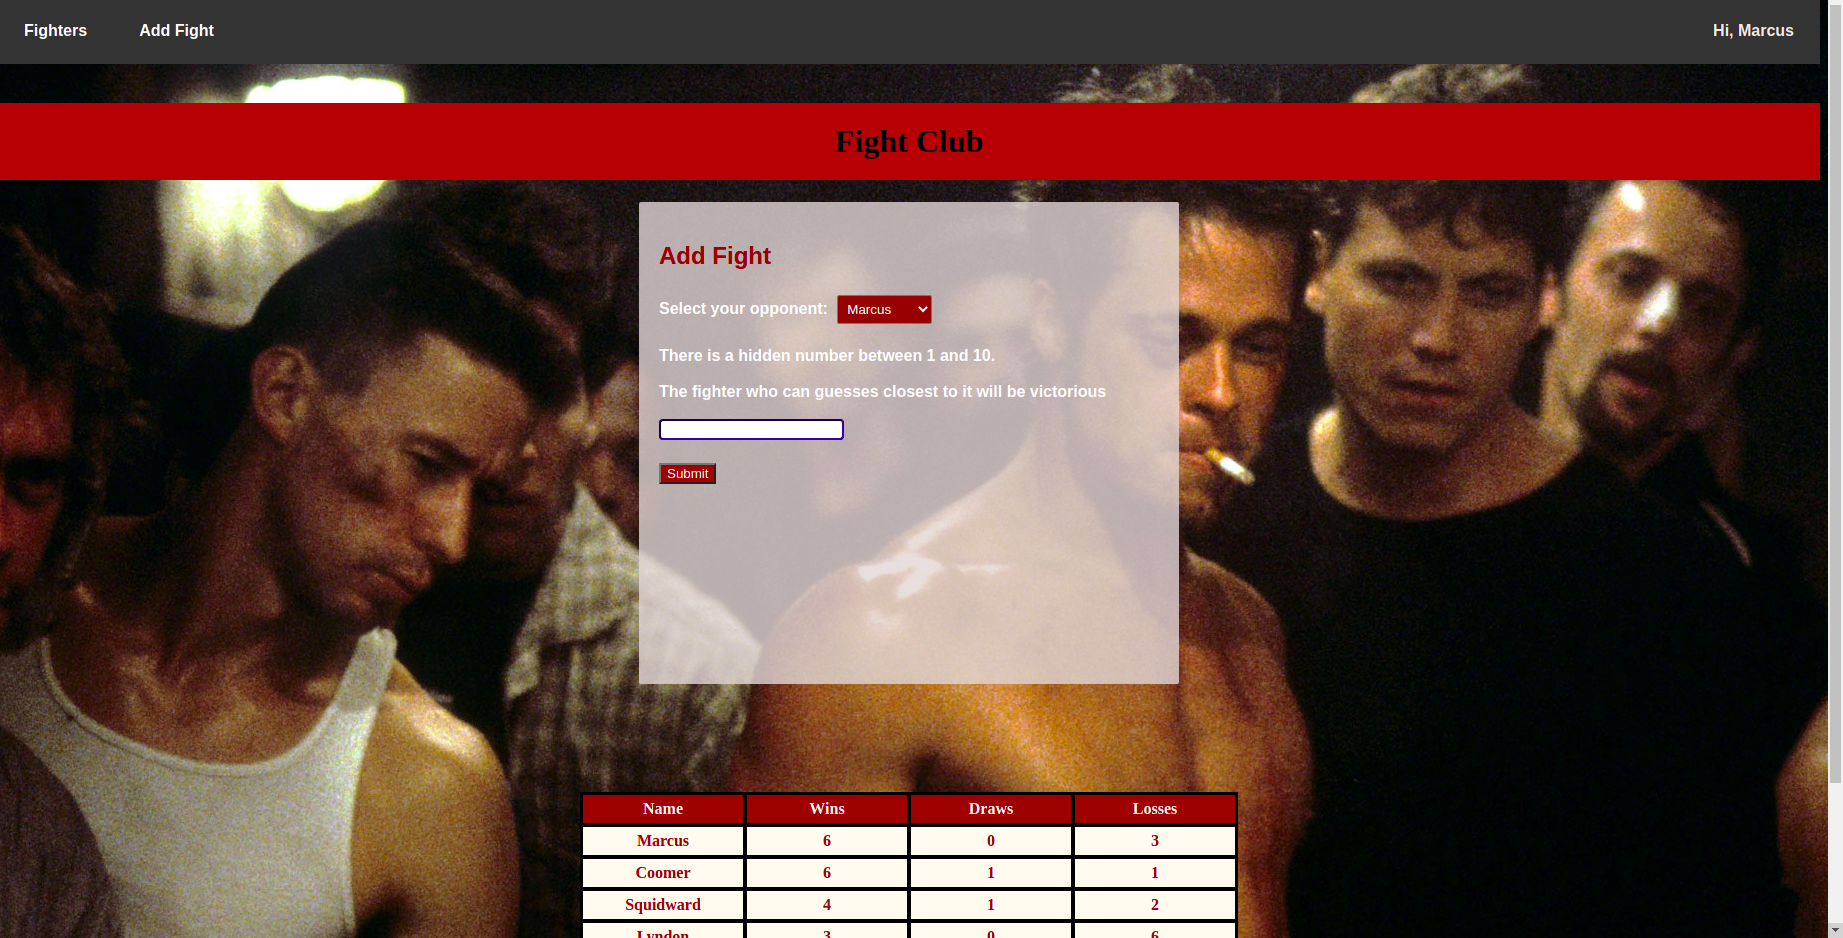 Fighters Add Fight Hi, Marcus
Fight Club
Add Fight
Select your opponent: Marcus
There is a hidden number between 1 and 10.
The fighter who can guesses closest to it will be victorious
Submit
Name Wins Draws Losses
Marcus 6 0 3
Coomer 6 1 1
Squidward 4 1 2
Lyndon 3 0 6